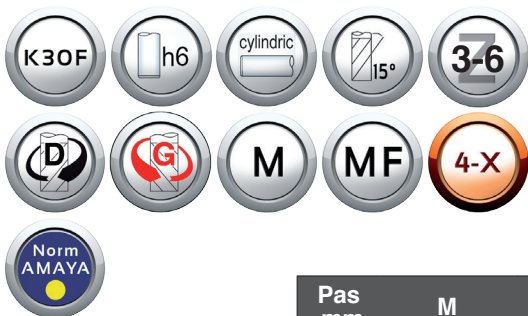 K30F
h6
cylindric
15°
Z
3-6
D
G
M
MF
4-X
Norm
AMAYA
Pas
M